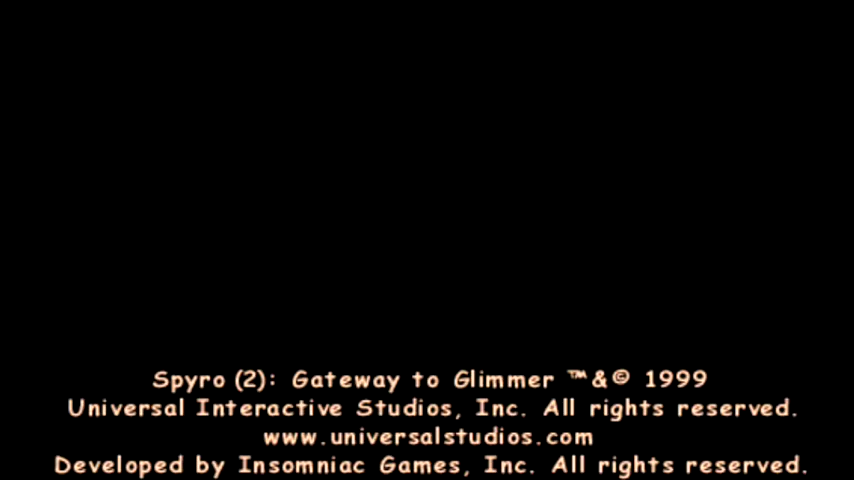 Spyro (2): Gateway to Glimmer ™&© 1999
Universal Interactive Studios, Inc. All rights reserved.
www.universalstudios.com
Developed by Insomniac Games, Inc. All rights reserved.